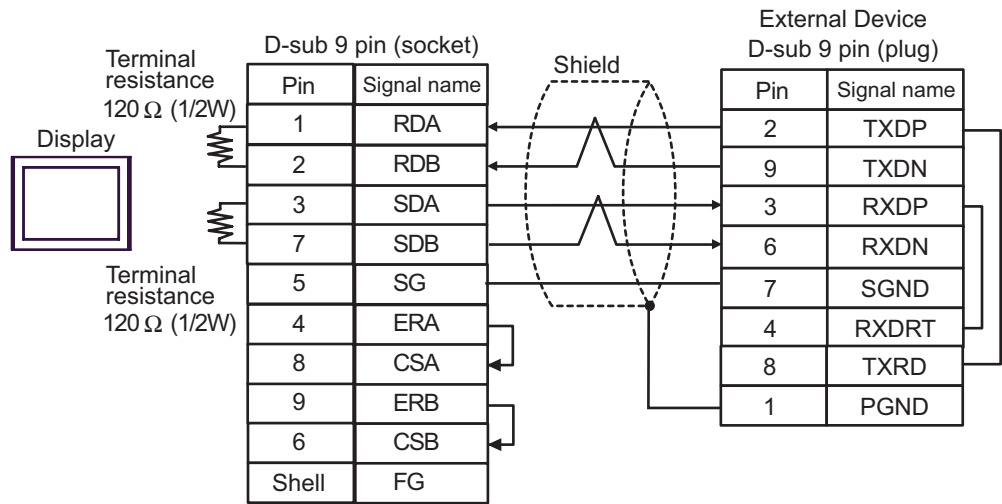 External Device
D-sub 9 pin (socket)
D-sub 9 pin (plug)
Terminal
resistance
120 Ω (1/2W)
Shield
Display
Pin Signal name
1 RDA
2 RDB
3 SDA
7 SDB
5 SG
4 ERA
8 CSA
9 ERB
6 CSB
Shell FG
Terminal
resistance
120 Ω (1/2W)
Pin Signal name
2 TXDP
9 TXDN
3 RXDP
6 RXDN
7 SGND
4 RXDRT
8 TXRD
1 PGND